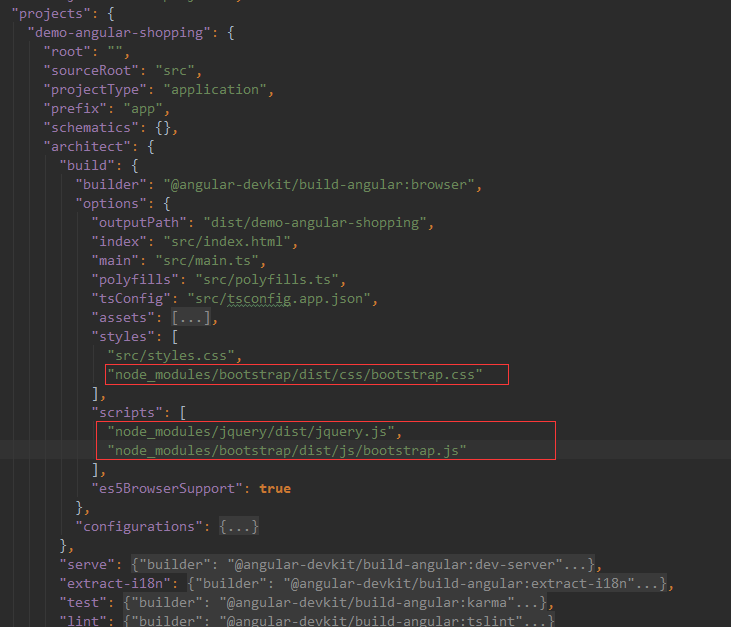 "projects": {
"demo-angular-shopping": {
"root": "",
"sourceRoot": "src",
"projectType": "application",
"prefix": "app",
"schematics": {},
"architect": {
"build": {
"builder": "@angular-devkit/build-angular:browser",
"options": {
"outputPath": "dist/demo-angular-shopping",
"index": "src/index.html",
"main": "src/main.ts",
"polyfills": "src/polyfills.ts",
"tsConfig": "src/tsconfig.app.json",
"assets": [...],
"styles": [
"src/styles.css",
"node_modules/bootstrap/dist/css/bootstrap.css"
],
"scripts": [
"node_modules/jquery/dist/jquery.js",
"node_modules/bootstrap/dist/js/bootstrap.js"
],
"es5BrowserSupport": true
},
"configurations": {...}
},
"serve": {"builder": "@angular-devkit/build-angular:dev-server"...},
"extract-i18n": {"builder": "@angular-devkit/build-angular:extract-i18n"...},
"test": {"builder": "@angular-devkit/build-angular:karma"...},
"lint": {"builder": "@angular-devkit/build-angular:tslint"...}